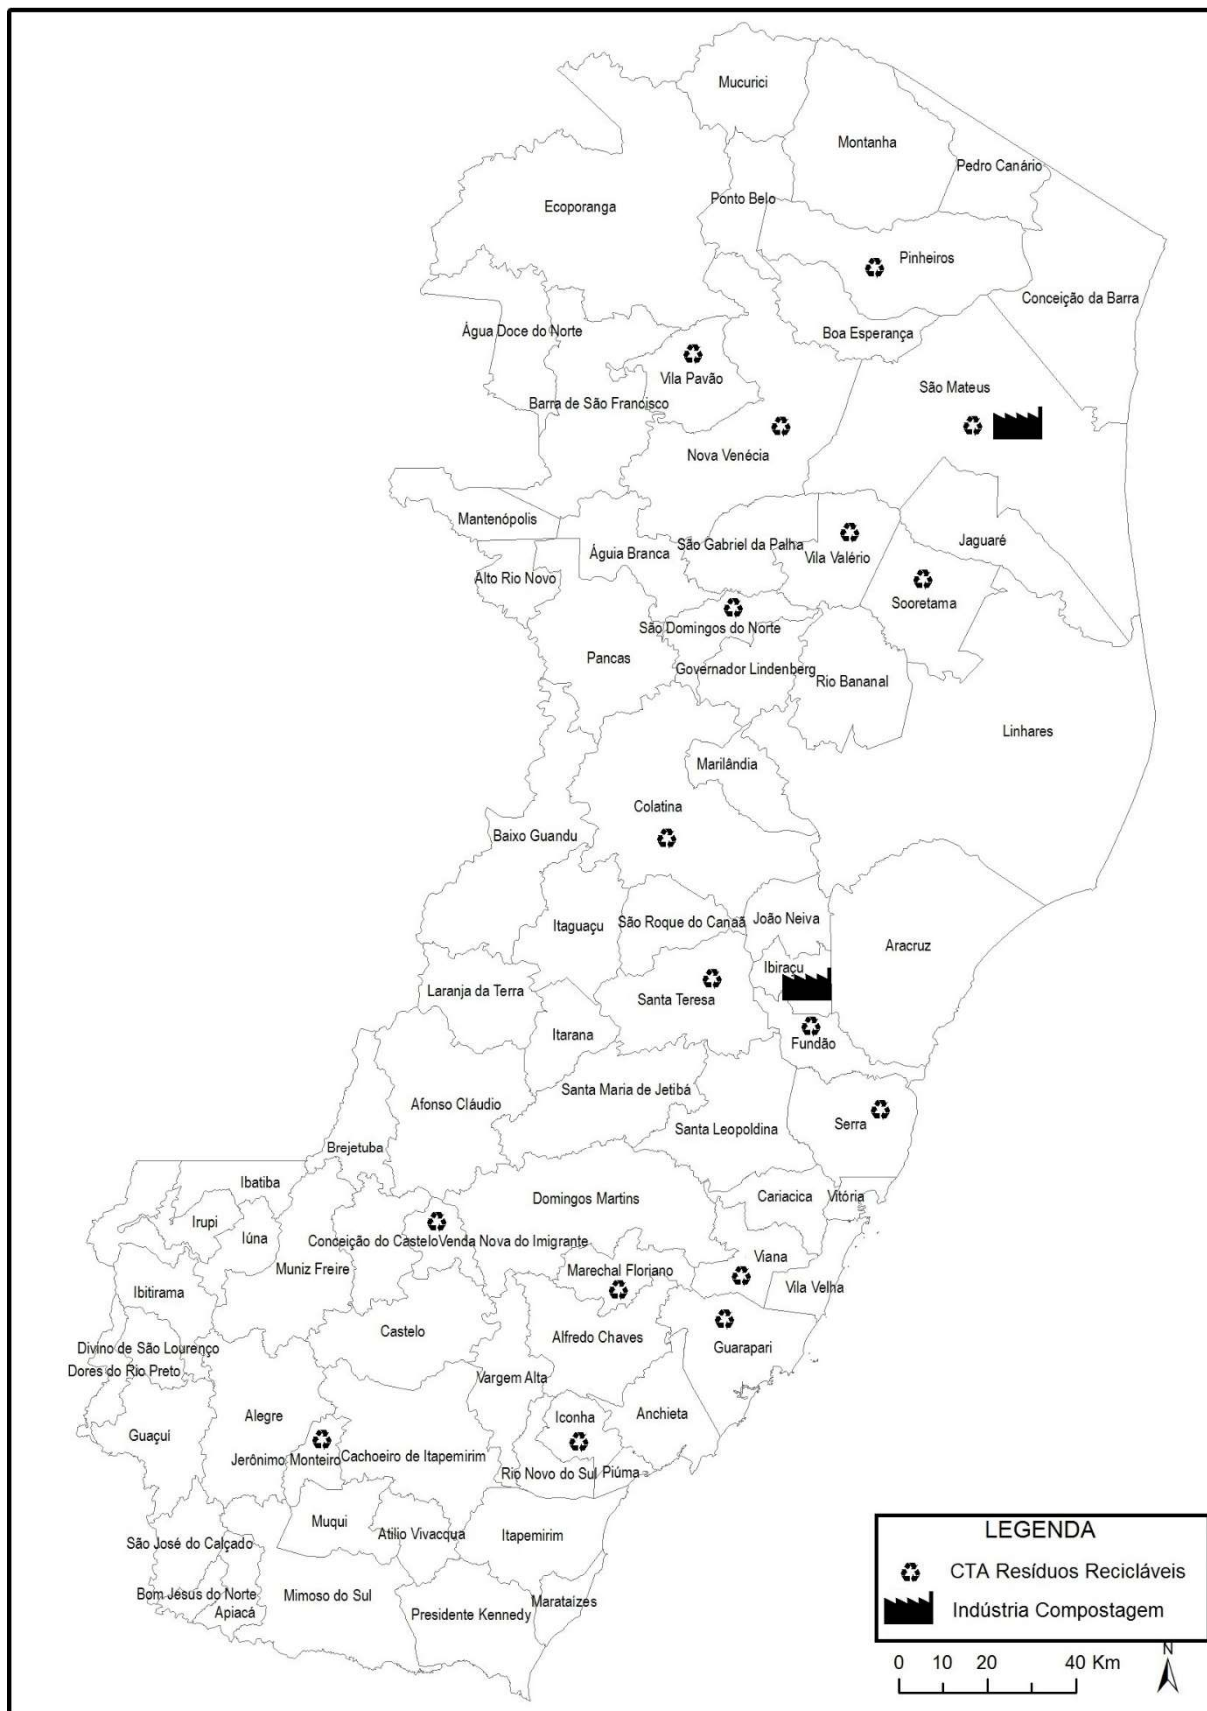 Mucurici
Montanha
Pedro Canário
Ponto Belo
Ecoporanga
Pinheiros
Conceição da Barra
Água Doce do Norte
Boa Esperança
Vila Pavão
São Mateus
Barra de São Francisco
Nova Venécia
Mantenópolis
Jaguaré
São Gabriel da Palha
Águia Branca
Vila Valério
Alto Rio Novo
Sooretama
São Domingos do Norte
Pancas
Governador Lindenberg
Rio Bananal
Linhares
Marilândia
Colatina
Baixo Guandu
João Neiva
São Roque do Canaã
Itaguaçu
Aracruz
Ibiraçu
Laranja da Terra
Santa Teresa
Itarana
Fundão
Santa Maria de Jetibá
Afonso Cláudio
Serra
Santa Leopoldina
Brejetuba
Ibatiba
Domingos Martins
Cariacica
Vitória
Irupi
Iúna
Conceição do Castelo
Venda Nova do Imigrante
Viana
Muniz Freire
Marechal Floriano
Vila Velha
Ibitirama
Castelo
Alfredo Chaves
Guarapari
Divino de São Lourenço
Dores do Rio Preto
Vargem Alta
Alegre
Iconha
Anchieta
Guaçuí
Jerônimo Monteiro
Cachoeiro de Itapemirim
Rio Novo do Sul
Piúma
Muqui
Atilio Vivacqua
Itapemirim
São José do Calçado
Bom Jesus do Norte
Apiacá
Mimoso do Sul
Presidente Kennedy
Marataizes
LEGENDA
CTA Resíduos Recicláveis
Indústria Compostagem
N
0 10 20 40 Km